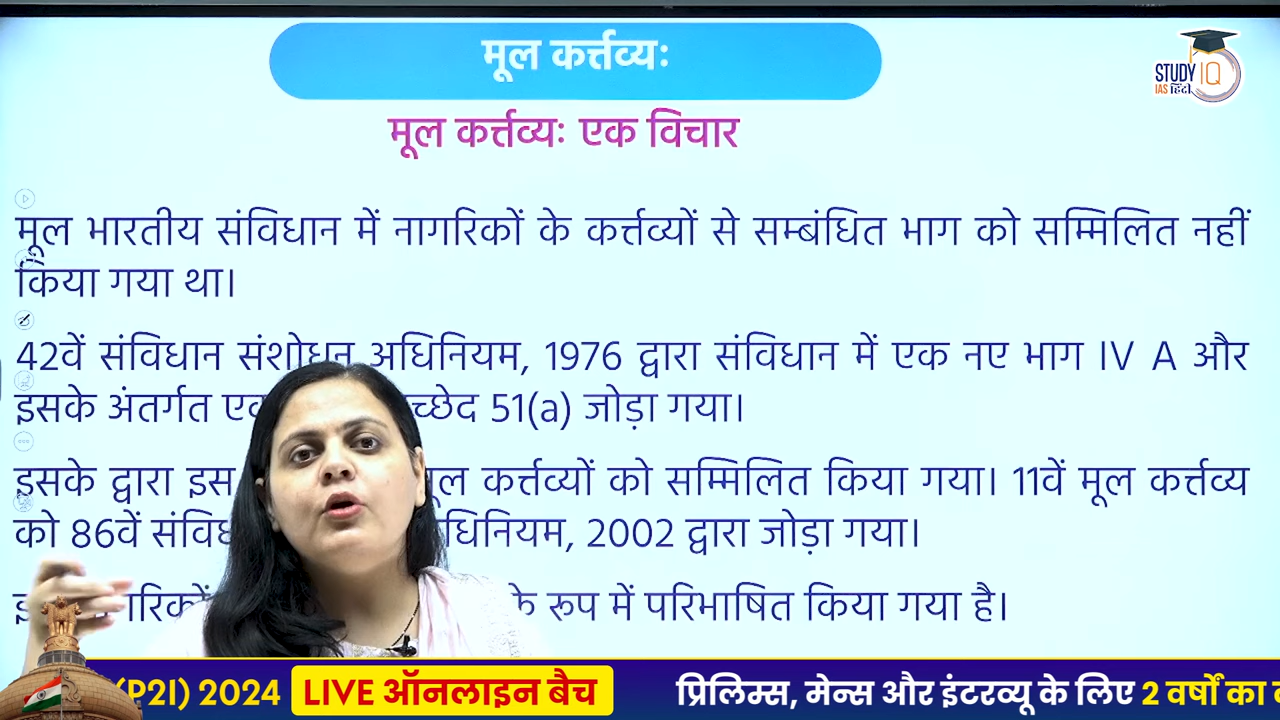 मूल कर्त्तव्यः
STUDY IQ
IAS हिंदी
मूल कर्त्तव्यः एक विचार
मूल भारतीय संविधान में नागरिकों के कर्त्तव्यों से सम्बंधित भाग को सम्मिलित नहीं
किया गया था।
42वें संविधान संशोधन अधिनियम, 1976 द्वारा संविधान में एक नए भाग IV A और
इसके अंतर्गत 51(a) जोड़ा गया।
इसके द्वारा इस कर्त्तव्यों को सम्मिलित किया गया। 11वें मूल कर्त्तव्य
को 86वें 2002 द्वारा जोड़ा गया।
रूप में परिभाषित किया गया है।
(P2I) 2024 LIVE ऑनलाइन बैच प्रिलिम्स, मेन्स और इंटरव्यू के लिए 2 वर्षों का